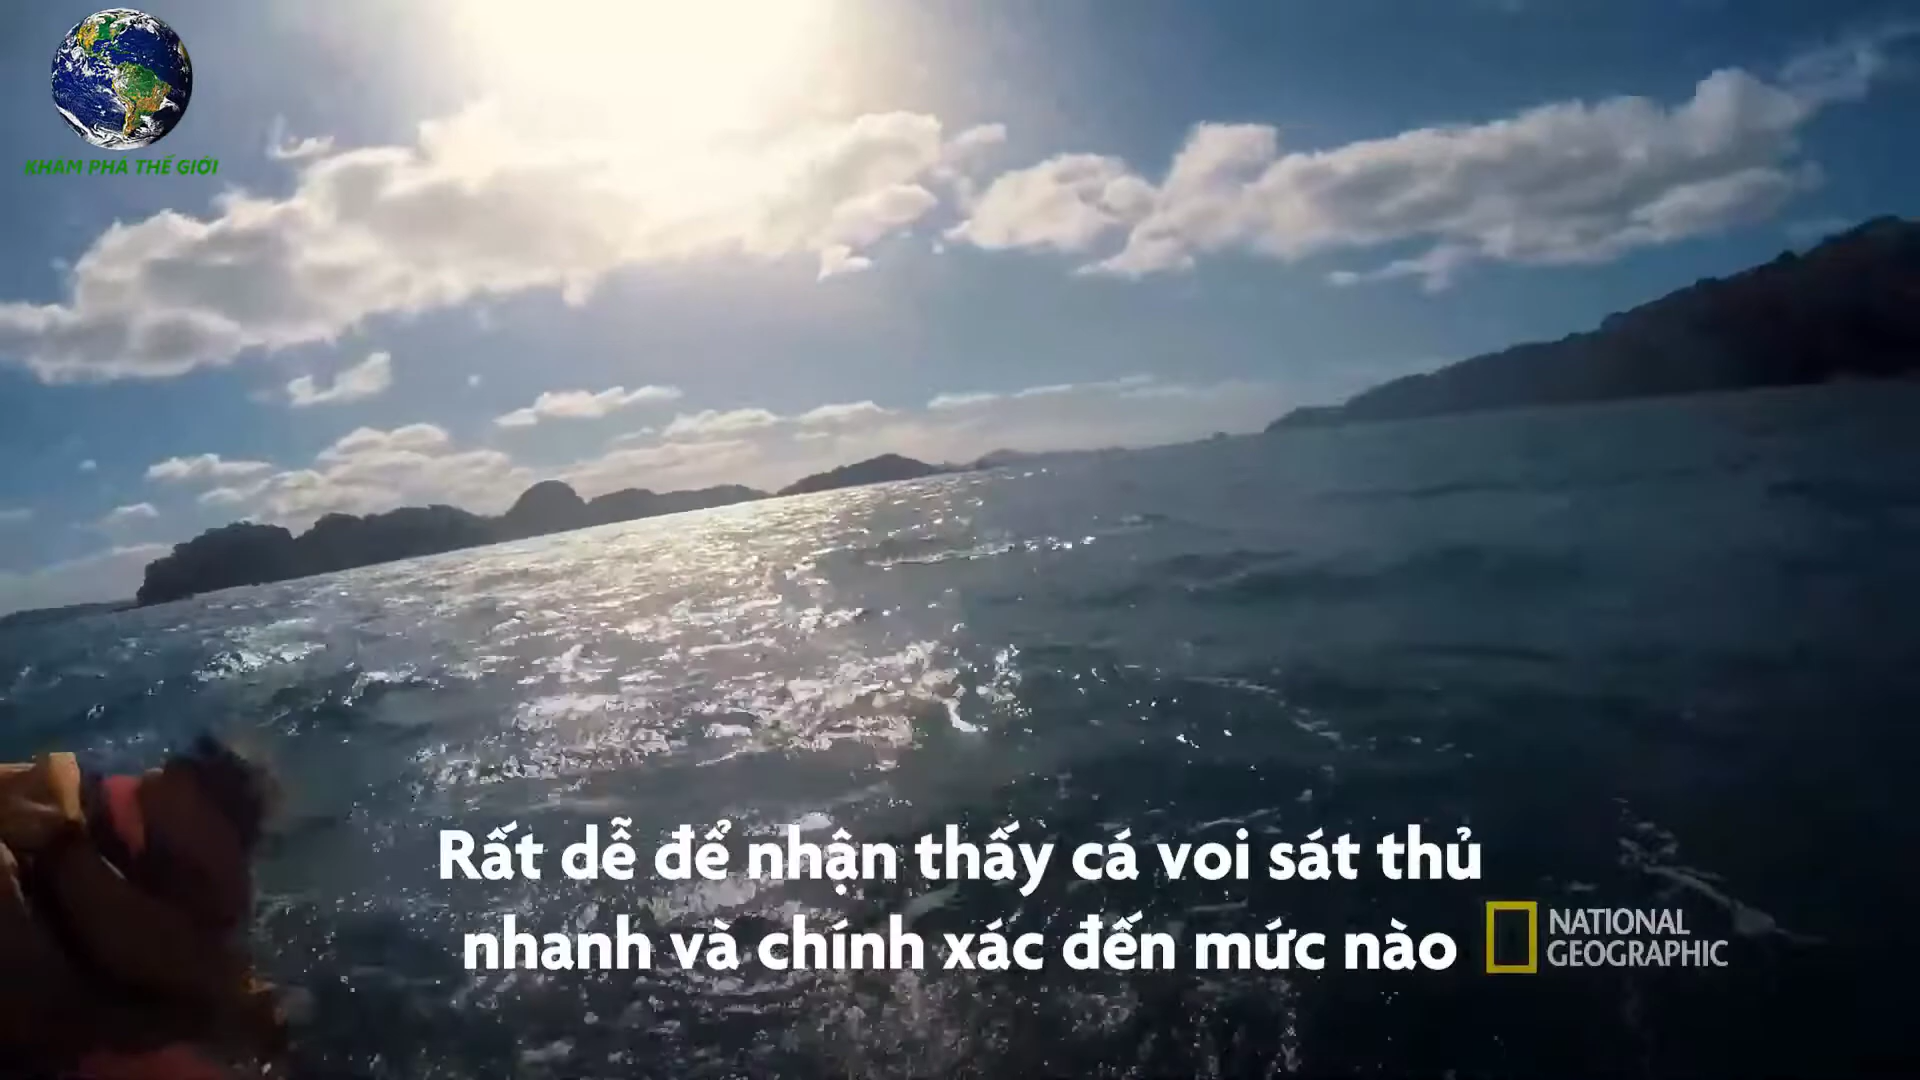 KHAM PHA THẾ GIỚI
Rất dễ để nhận thấy cá voi sát thủ
nhanh và chính xác đến mức nào
NATIONAL
GEOGRAPHIC